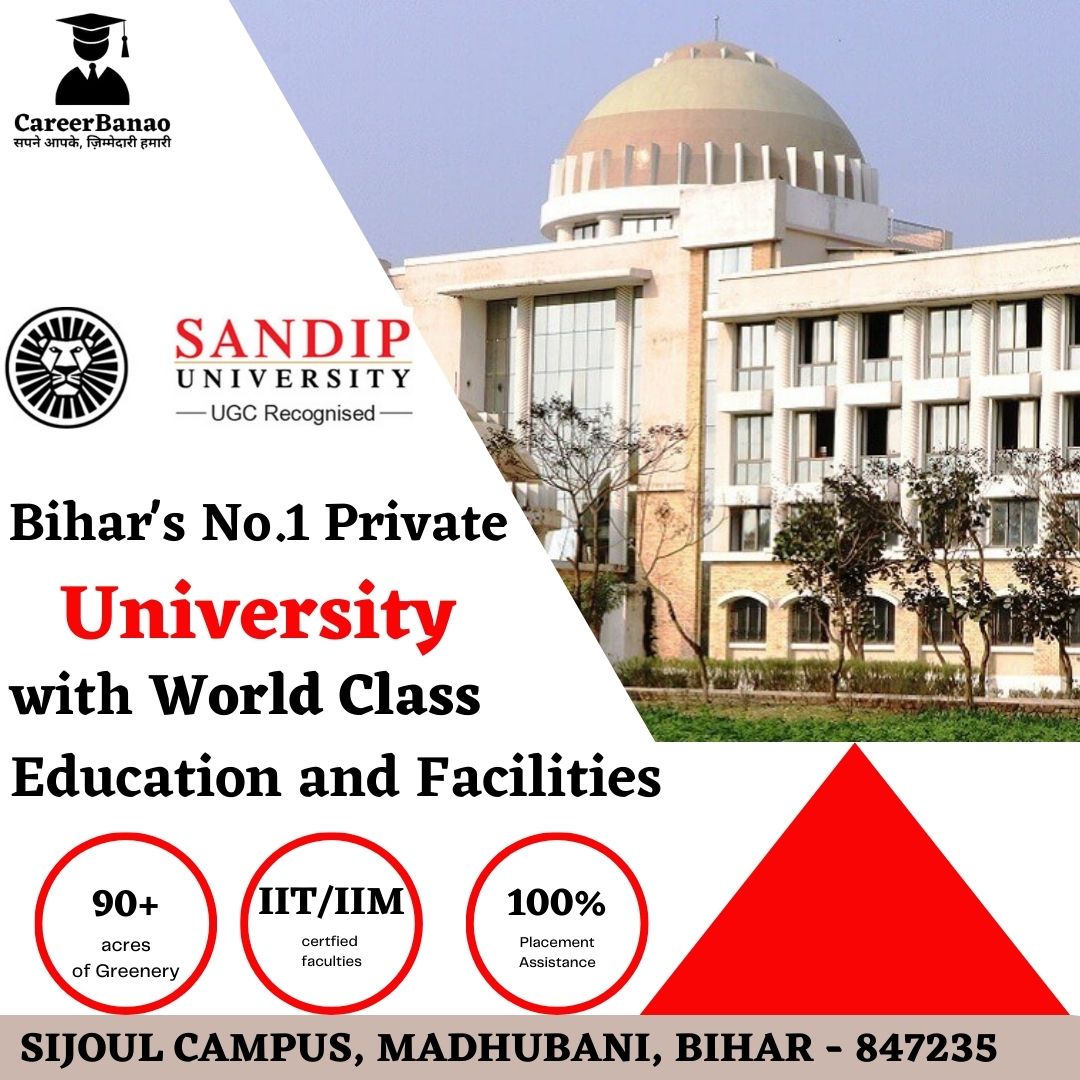 CareerBanao
सपने आपके, ज़िम्मेदारी हमारी
SANDIP
UNIVERSITY
UGC Recognised
Bihar's No.1 Private
University
with World Class
Education and Facilities
90+
acres
of Greenery
IIT/IIM
certfied
faculties
100%
Placement
Assistance
SIJOUL CAMPUS, MADHUBANI, BIHAR - 847235